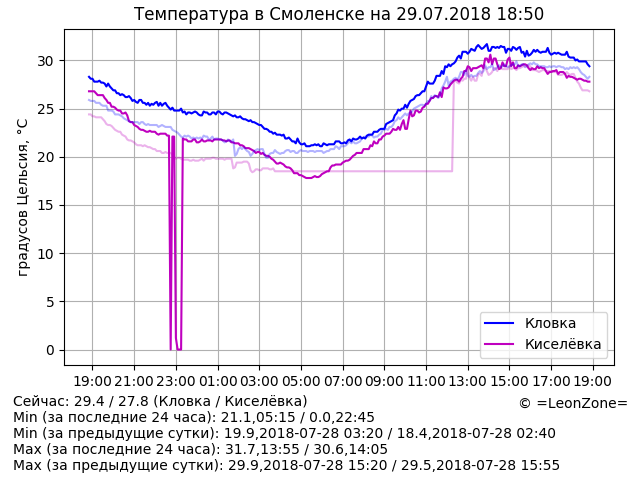 Температура в Смоленске на 29.07.2018 18:50
градусов Цельсия, °C
30
25
20
15
10
5
0
Кловка
Киселёвка
19:00 21:00 23:00 01:00 03:00 05:00 07:00 09:00 11:00 13:00 15:00 17:00 19:00
Сейчас: 29.4 / 27.8 (Кловка / Киселёвка)
© =LeonZone=
Min (за последние 24 часа): 21.1,05:15 / 0.0,22:45
Min (за предыдущие сутки): 19.9,2018-07-28 03:20 / 18.4,2018-07-28 02:40
Max (за последние 24 часа): 31.7,13:55 / 30.6,14:05
Max (за предыдущие сутки): 29.9,2018-07-28 15:20 / 29.5,2018-07-28 15:55